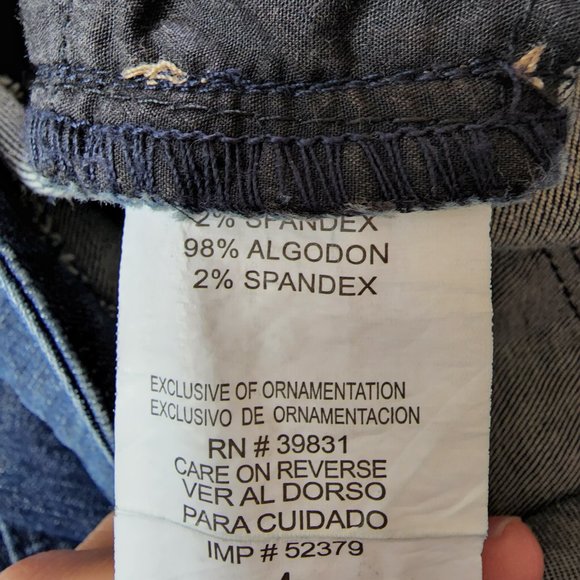 2% SPANDEX
98% ALGODON
2% SPANDEX
EXCLUSIVE OF ORNAMENTATION
EXCLUSIVO DE ORNAMENTACION
RN # 39831
CARE ON REVERSE
VER AL DORSO
PARA CUIDADO
IMP # 52379